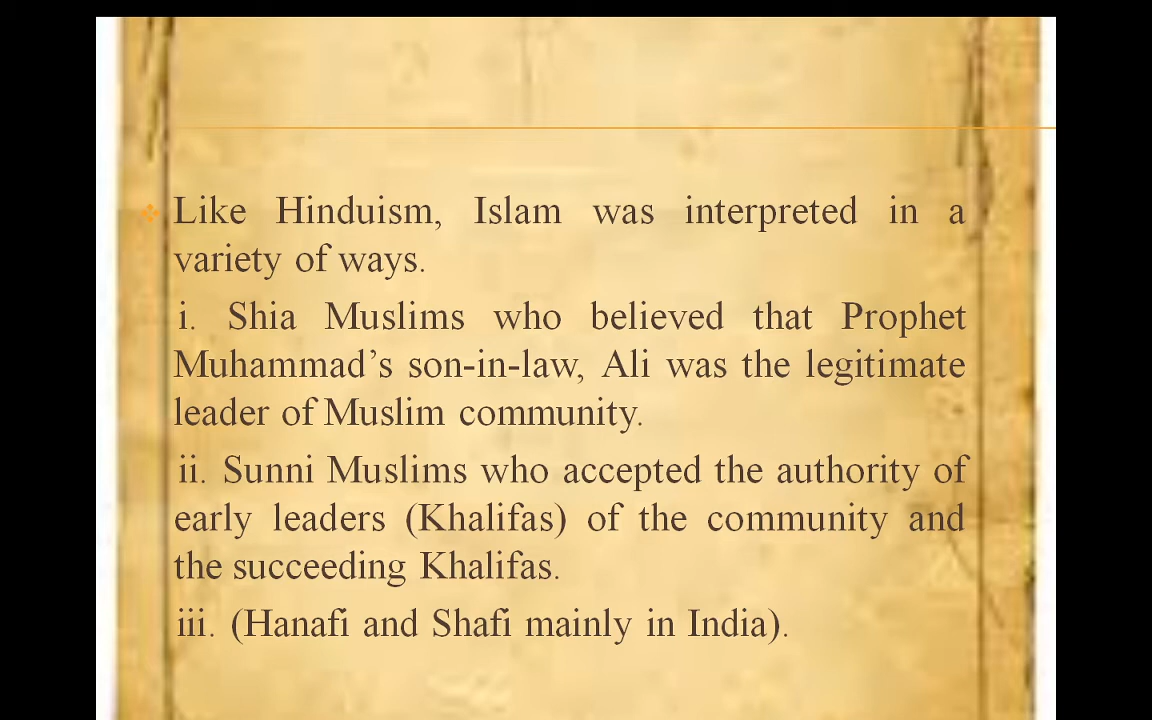 Like Hinduism, Islam was interpreted in a
variety of ways.
i. Shia Muslims who believed that Prophet
Muhammad’s son-in-law, Ali was the legitimate
leader of Muslim community.
ii. Sunni Muslims who accepted the authority of
early leaders (Khalifas) of the community and
the succeeding Khalifas.
iii. (Hanafi and Shafi mainly in India).